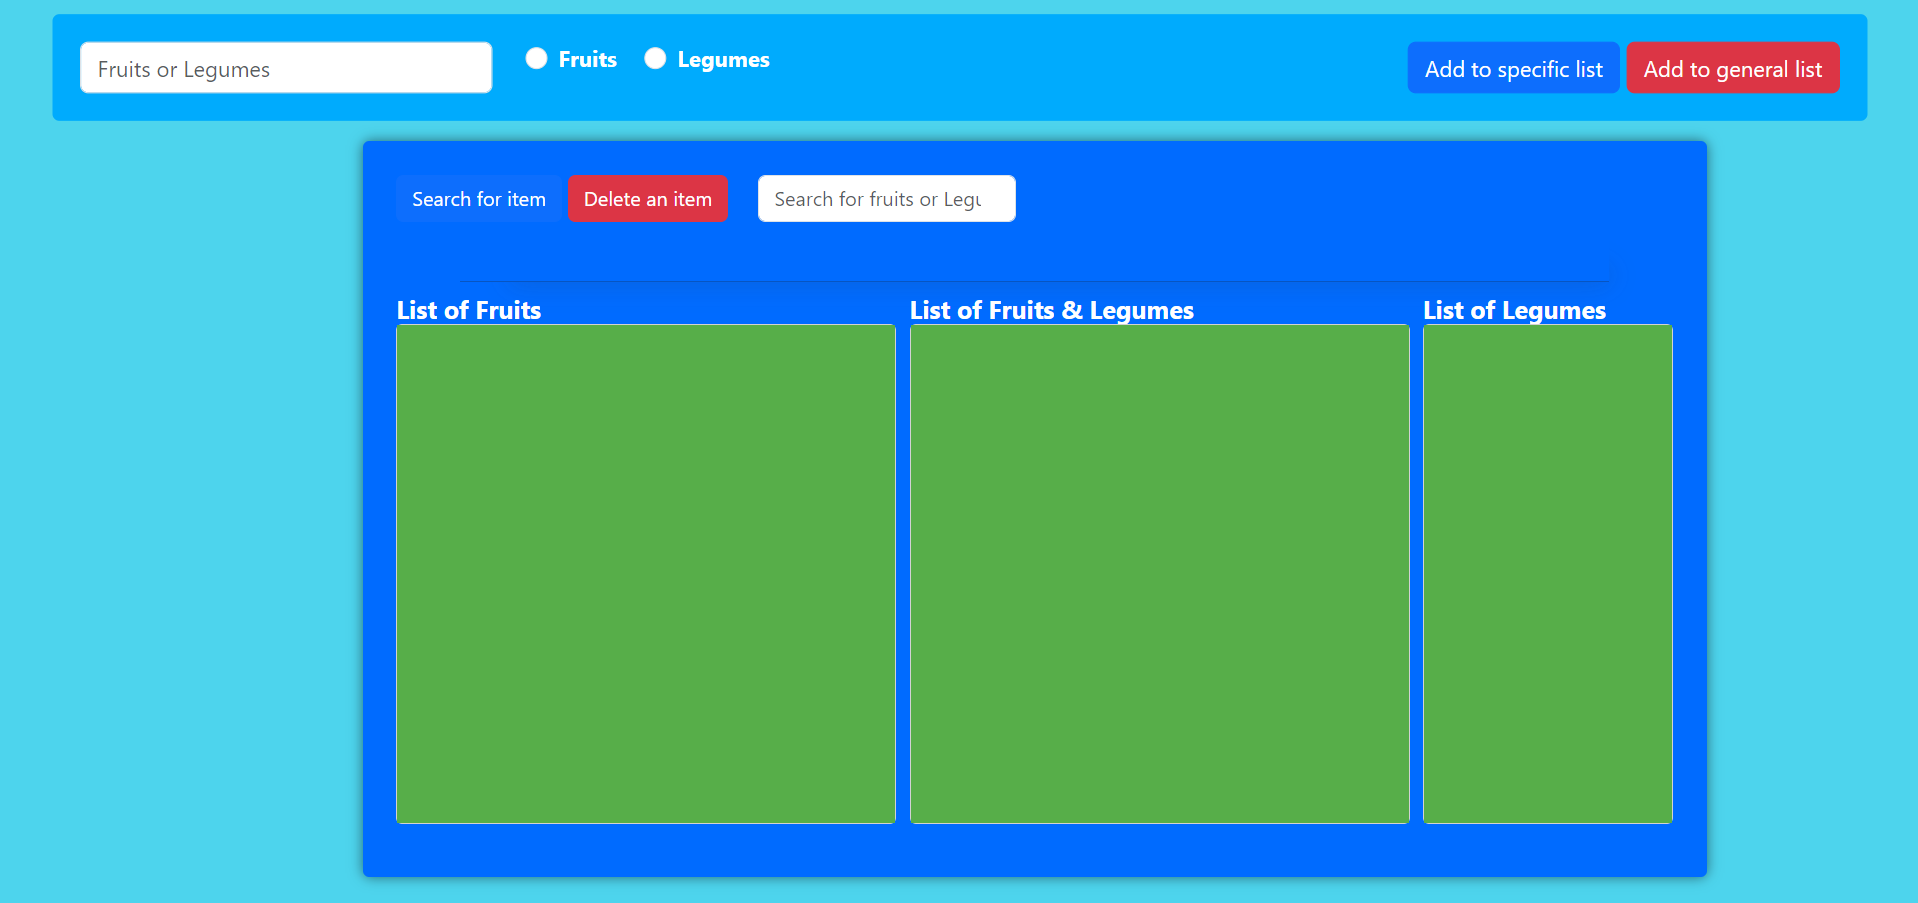 Fruits or Legumes
Fruits
Legumes
Add to specific list
Add to general list
Search for item
Delete an item
Search for fruits or Legu
List of Fruits
List of Fruits & Legumes
List of Legumes